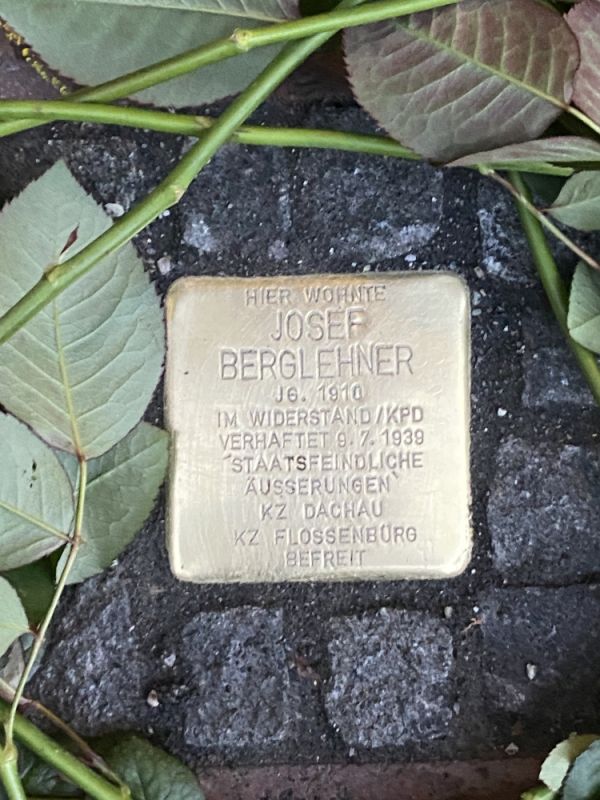 HIER WOHNTE
JOSEF
BERGLEHNER
JG. 1910
IM WIDERSTAND/KPD
VERHAFTET 9.7.1939
'STAATSFEINDLICHE
ÄUSSERUNGEN'
KZ DACHAU
KZ FLOSSENBÜRG
BEFREIT